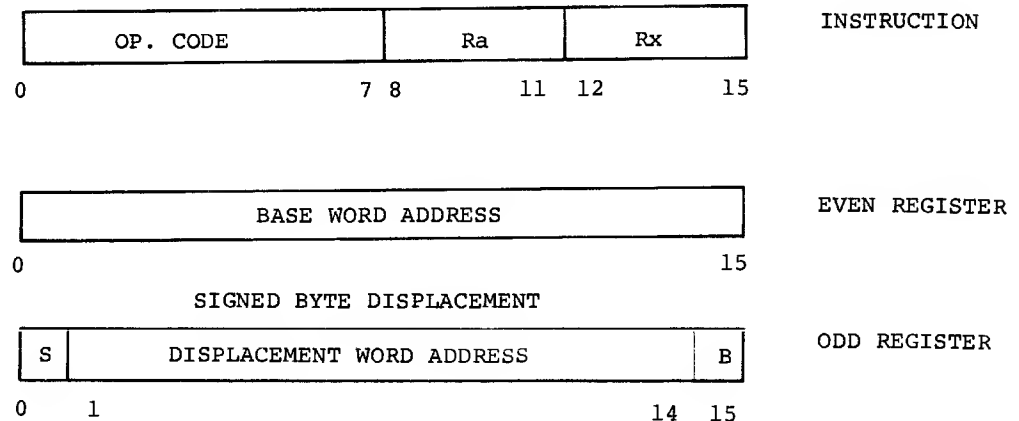 OP. CODE Ra Rx INSTRUCTION
0 7 8 11 12 15
BASE WORD ADDRESS EVEN REGISTER
0 15
SIGNED BYTE DISPLACEMENT
S DISPLACEMENT WORD ADDRESS B ODD REGISTER
0 1 14 15